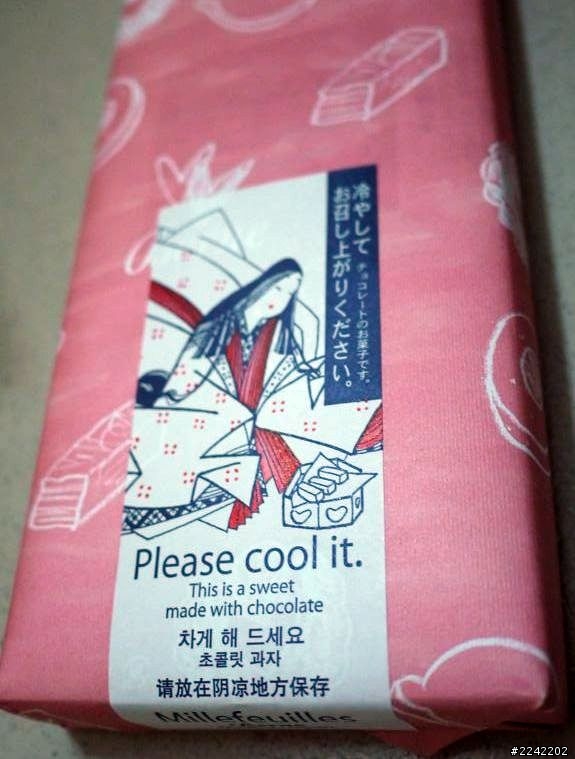 冷やして
お召し上がりください。
チョコレートのお菓子です。
Please cool it.
This is a sweet
made with chocolate
차게 해 드세요
초콜릿 과자
请放在阴凉地方保存
Millefeuilles
#2242202